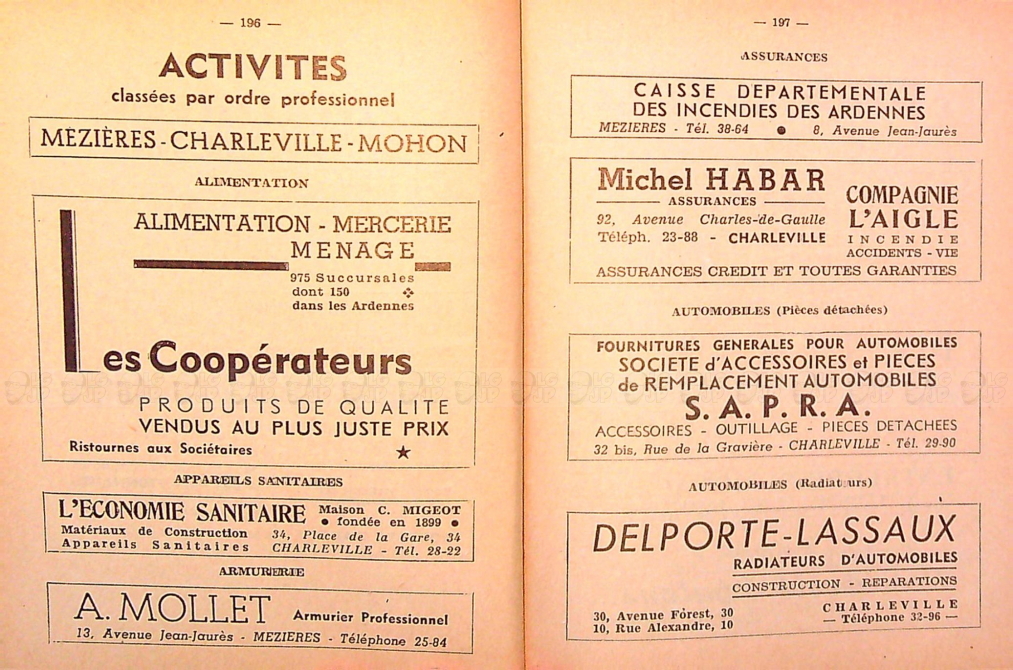 — 196 —
ACTIVITES
classées par ordre professionnel
MÉZIÈRES - CHARLEVILLE - MOHON
ALIMENTATION
ALIMENTATION - MERCERIE
MENAGE
975 Succursales
dont 150
dans les Ardennes
Les Coopérateurs
PRODUITS DE QUALITE
VENDUS AU PLUS JUSTE PRIX
Ristournes aux Sociétaires ★
APPAREILS SANITAIRES
L'ECONOMIE SANITAIRE Maison C. MIGEOT
• fondée en 1899 •
Matériaux de Construction 34, Place de la Gare, 34
Appareils Sanitaires CHARLEVILLE - Tél. 28-22
ARMURERIE
A. MOLLET Armurier Professionnel
13, Avenue Jean-Jaurès - MEZIERES - Téléphone 25-84
— 197 —
ASSURANCES
CAISSE DEPARTEMENTALE
DES INCENDIES DES ARDENNES
MEZIERES - Tél. 38-64 • 8, Avenue Jean-Jaurès
Michel HABAR
ASSURANCES
92, Avenue Charles-de-Gaulle
Téléph. 23-88 - CHARLEVILLE
COMPAGNIE
L'AIGLE
INCENDIE
ACCIDENTS - VIE
ASSURANCES CREDIT ET TOUTES GARANTIES
AUTOMOBILES (Pièces détachées)
FOURNITURES GENERALES POUR AUTOMOBILES
SOCIETE d'ACCESSOIRES et PIECES
de REMPLACEMENT AUTOMOBILES
S. A. P. R. A.
ACCESSOIRES - OUTILLAGE - PIECES DETACHEES
32 bis, Rue de la Gravière - CHARLEVILLE - Tél. 29-90
AUTOMOBILES (Radiateurs)
DELPORTE-LASSAUX
RADIATEURS D'AUTOMOBILES
CONSTRUCTION - REPARATIONS
30, Avenue Forest, 30
10, Rue Alexandre, 10
CHARLEVILLE
— Téléphone 32-96 —